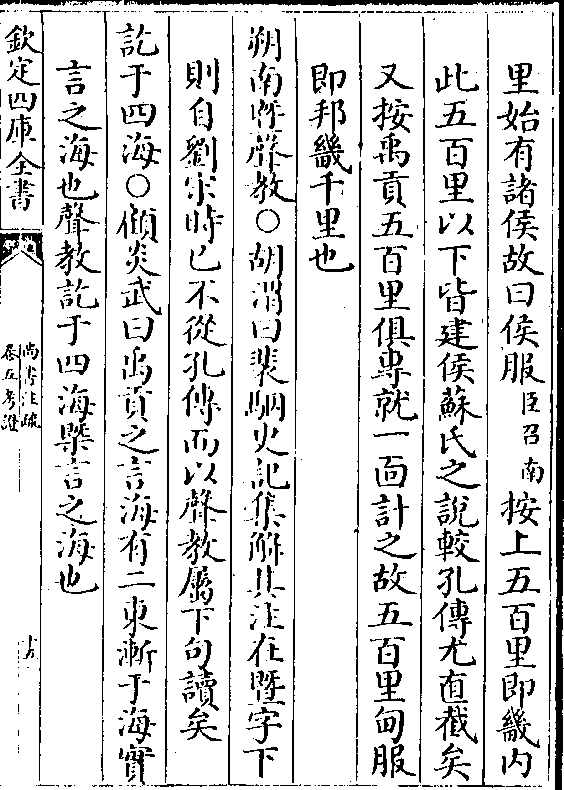 里始有諸侯故曰侯服臣召南按上五百里即畿内
此五百里以下皆建侯蘇氏之說較孔傳尤直截矣
又按禹貢五百里俱專就一面計之故五百里甸服
即邦畿千里也
朔南曁聲教○胡渭曰裴駰史記集解其注在曁字下
則自劉宋時已不從孔傳而以聲教屬下句讀矣
訖于四海○顧炎武曰禹貢之言海有二東漸于海實
言之海也聲教訖于四海槩言之海也
欽定四庫全書
尚書注疏
卷五考證